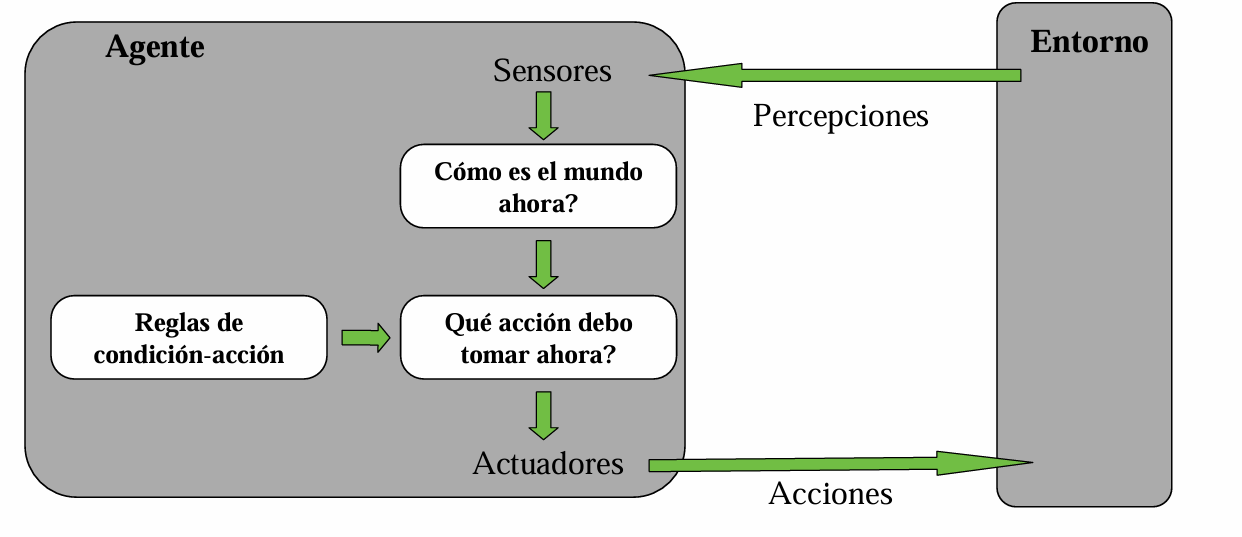 Agente
Entorno
Sensores
Percepciones
Cómo es el mundo
ahora?
Reglas de
condición-acción
Qué acción debo
tomar ahora?
Actuadores
Acciones